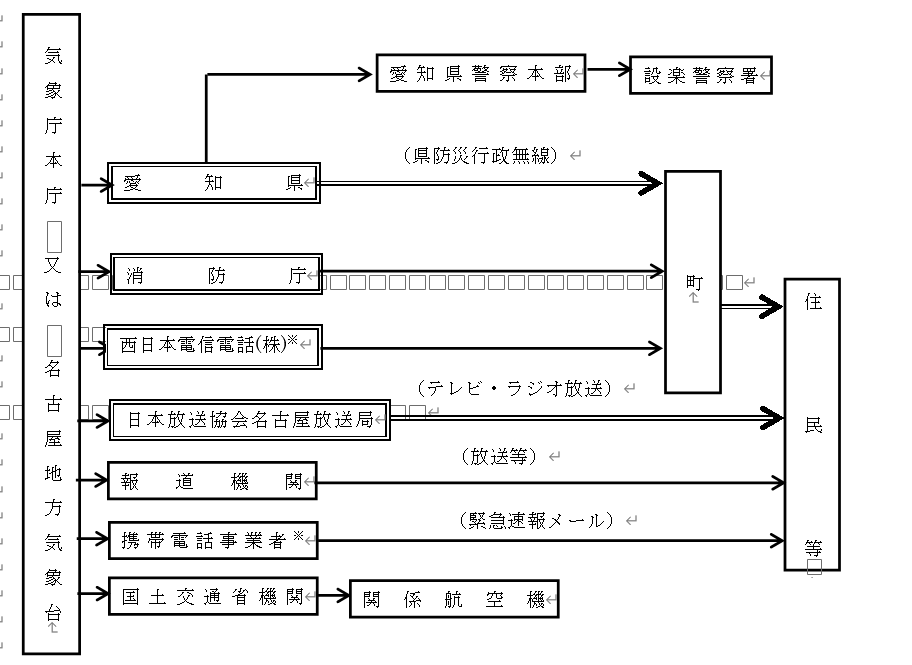 気象庁本庁 又は 名古屋地方気象台
愛知県警察本部
設楽警察署
(県防災行政無線)
愛知県
消防庁
町
住民等
西日本電信電話(株)※
(テレビ・ラジオ放送)
日本放送協会名古屋放送局
(放送等)
報道機関
(緊急速報メール)
携帯電話事業者※
国土交通省機関
関係航空機